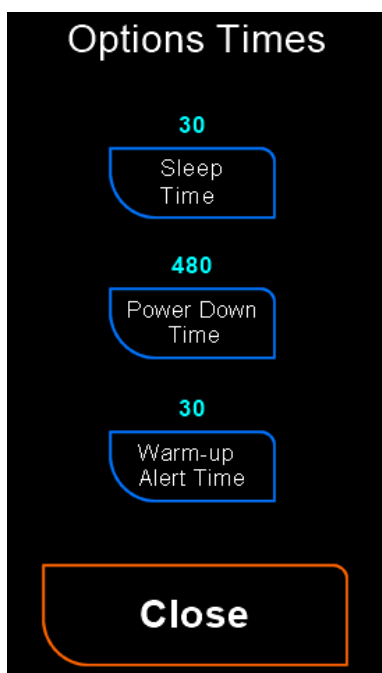 Options Times
30
Sleep
Time
480
Power Down
Time
30
Warm-up
Alert Time
Close